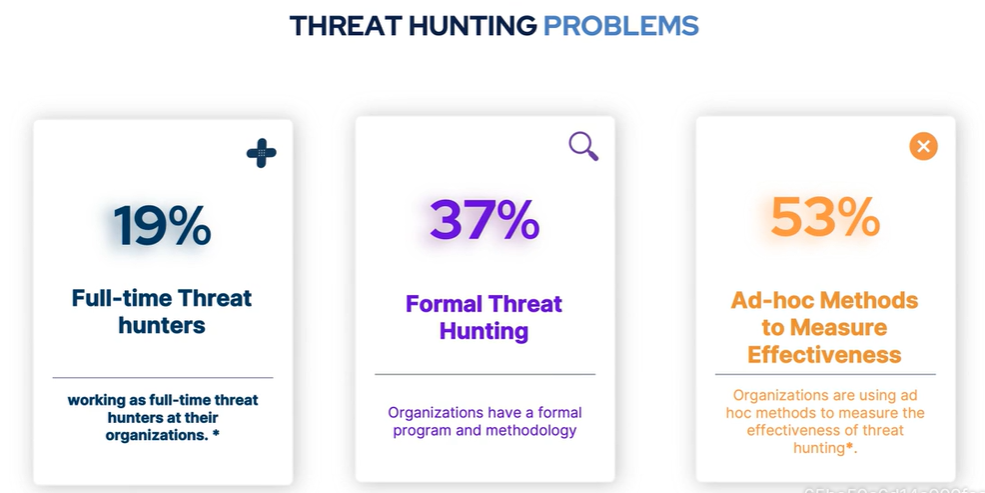 THREAT HUNTING PROBLEMS
19%
Full-time Threat
hunters
working as full-time threat
hunters at their
organizations. *
37%
Formal Threat
Hunting
Organizations have a formal
program and methodology
53%
Ad-hoc Methods
to Measure
Effectiveness
Organizations are using ad
hoc methods to measure the
effectiveness of threat
hunting*.